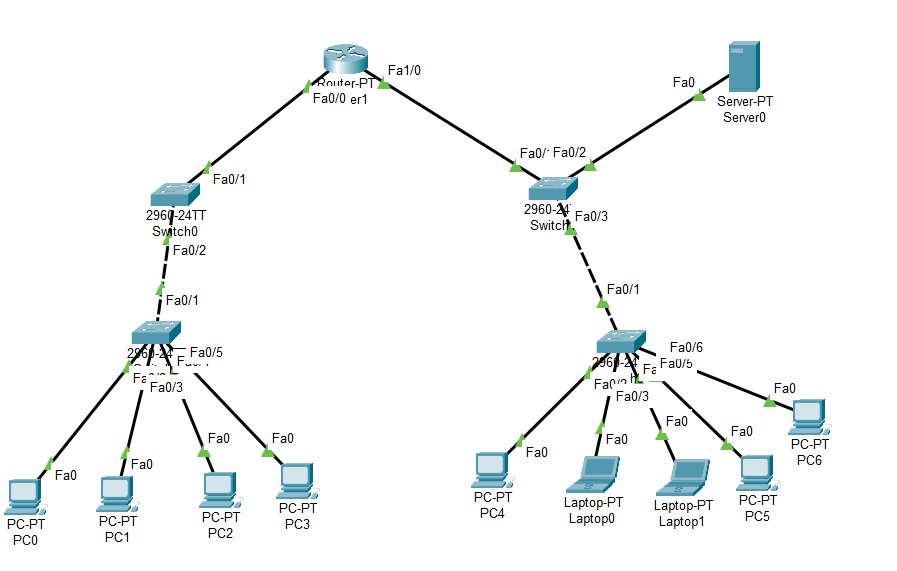 Fa1/0
Router-PT
Fa0/0
er1
Fa0
Server-PT
Server0
Fa0/1
2960-24TT
Switch0
Fa0/2
Fa0/1
Fa0/2
2960-24
Switch
Fa0/3
Fa0/1
Fa0/5
2960-24
Fa0/3
Fa0
PC-PT
PC0
Fa0
PC-PT
PC1
Fa0
PC-PT
PC2
Fa0
PC-PT
PC3
Fa0/6
Fa0/5
2960-24
Fa0/2
Fa0/3
Fa0
PC-PT
PC4
Fa0
Laptop-PT
Laptop0
Fa0
Laptop-PT
Laptop1
Fa0
PC-PT
PC5
Fa0
PC-PT
PC6